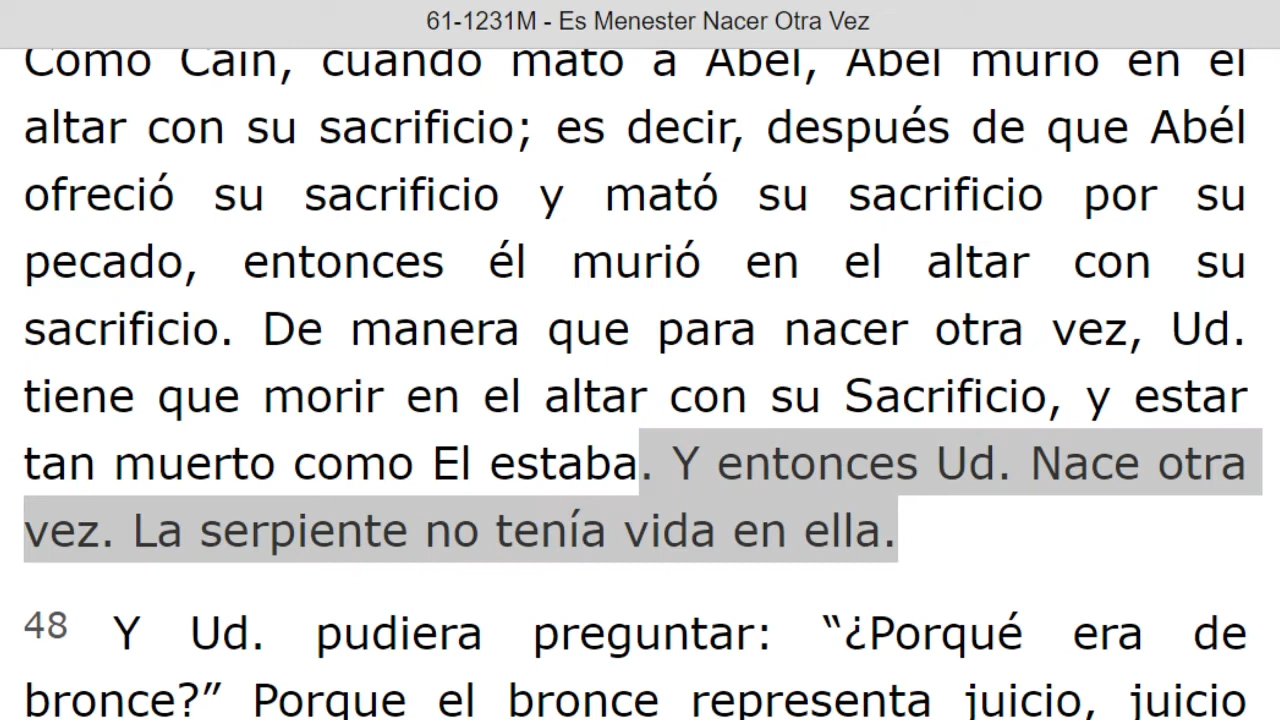 61-1231M - Es Menester Nacer Otra Vez
Como Caín, cuando mató a Abel, Abel murió en el
altar con su sacrificio; es decir, después de que Abél
ofreció su sacrificio y mató su sacrificio por su
pecado, entonces él murió en el altar con su
sacrificio. De manera que para nacer otra vez, Ud.
tiene que morir en el altar con su Sacrificio, y estar
tan muerto como El estaba. Y entonces Ud. Nace otra
vez. La serpiente no tenía vida en ella.
48 Y Ud. pudiera preguntar: “¿Porqué era de
bronce?” Porque el bronce representa juicio, juicio